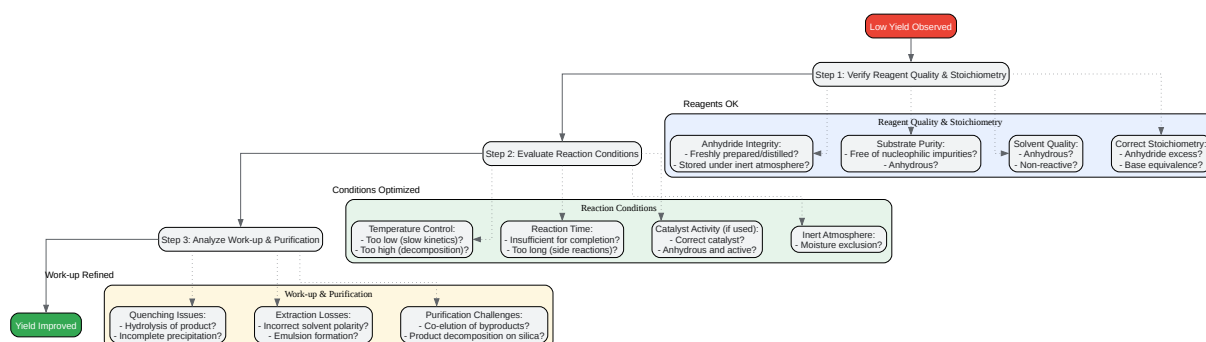 Low Yield Observed
Step 1: Verify Reagent Quality & Stoichiometry
Reagents OK
Reagent Quality & Stoichiometry
Anhydride Integrity:
- Freshly prepared/distilled?
- Stored under inert atmosphere?
Substrate Purity:
- Free of nucleophilic impurities?
- Anhydrous?
Solvent Quality:
- Anhydrous?
- Non-reactive?
Correct Stoichiometry:
- Anhydride excess?
- Base equivalence?
Step 2: Evaluate Reaction Conditions
Conditions Optimized
Reaction Conditions
Temperature Control:
- Too low (slow kinetics)?
- Too high (decomposition)?
Reaction Time:
- Insufficient for completion?
- Too long (side reactions)?
Catalyst Activity (if used):
- Correct catalyst?
- Anhydrous and active?
Inert Atmosphere:
- Moisture exclusion?
Step 3: Analyze Work-up & Purification
Work-up Refined
Work-up & Purification
Quenching Issues:
- Hydrolysis of product?
- Incomplete precipitation?
Extraction Losses:
- Incorrect solvent polarity?
- Emulsion formation?
Purification Challenges:
- Co-elution of byproducts?
- Product decomposition on silica?
Yield Improved